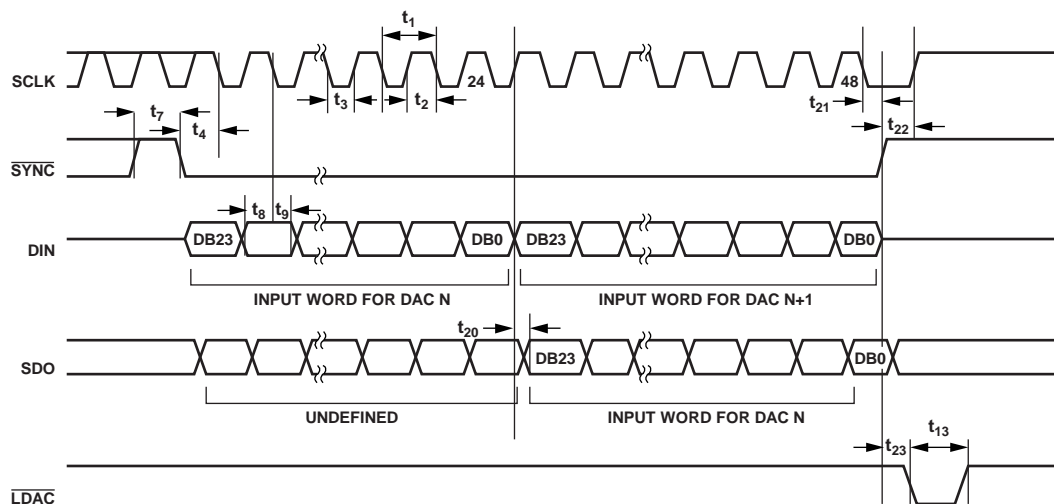 t1
SCLK
24
48
t3
t2
t21
t7
t4
t22
SYNC
t8
t9
DIN
DB23
DB0
DB23
DB0
INPUT WORD FOR DAC N
INPUT WORD FOR DAC N+1
t20
SDO
DB23
DB0
UNDEFINED
INPUT WORD FOR DAC N
t13
t23
LDAC